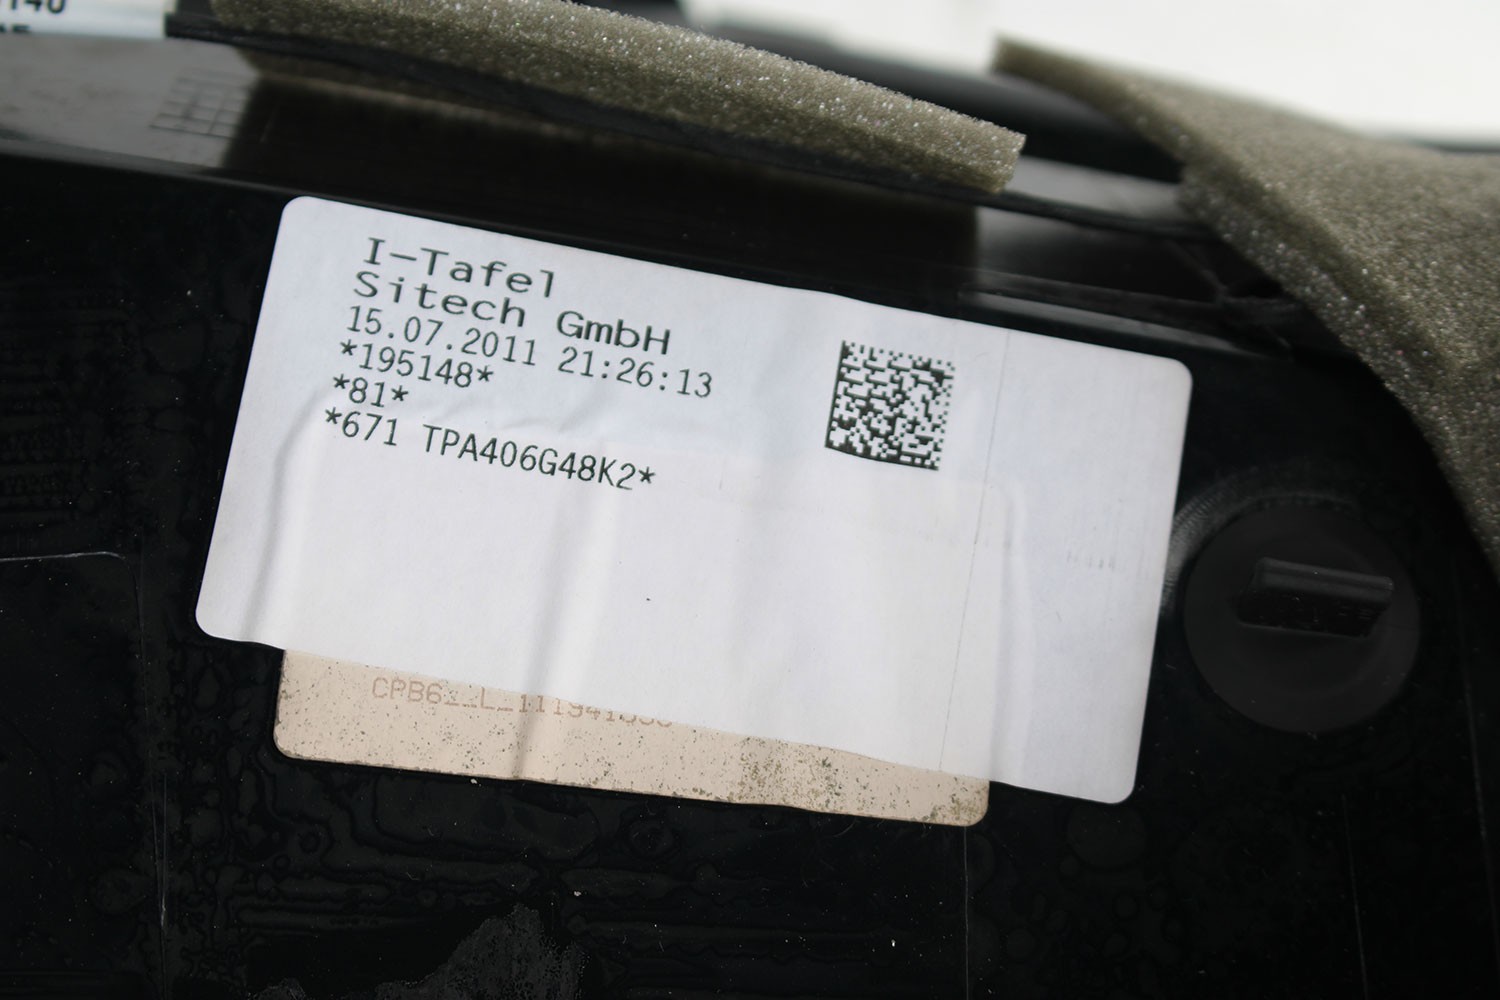 I-Tafel
Sitech GmbH
15.07.2011 21:26:13
*195148*
*81*
*671 TPA406G48K2*